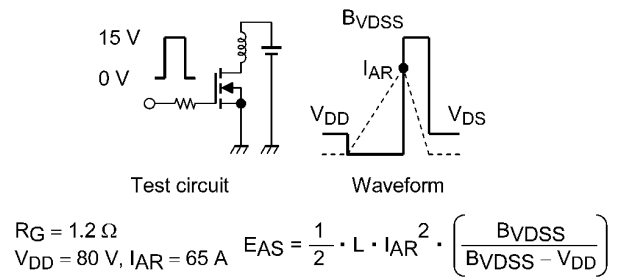 15 V
0 V
BVDSS
IAR
VDD
VDS
Test circuit
Waveform
RG = 1.2 Ω
VDD = 80 V, IAR = 65 A
EAS = 1/2 · L · IAR² · (BVDSS / (BVDSS − VDD))